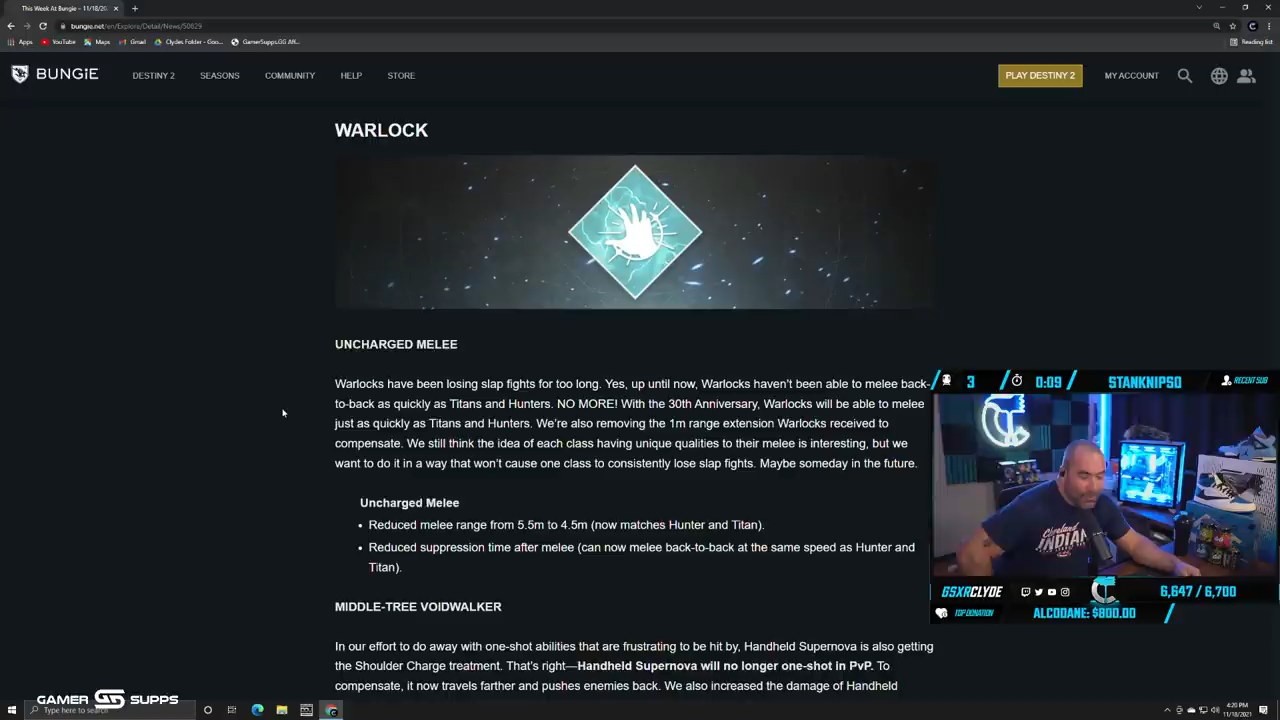 This Week At Bungie – 11/18/202
bungie.net/en/Explore/Detail/News/50829
Apps YouTube Maps Gmail Clydes Folder - Goo... GamerSupps.GG Aff... Reading list
BUNGiE DESTINY 2 SEASONS COMMUNITY HELP STORE PLAY DESTINY 2 MY ACCOUNT
WARLOCK
UNCHARGED MELEE
Warlocks have been losing slap fights for too long. Yes, up until now, Warlocks haven't been able to melee back-
to-back as quickly as Titans and Hunters. NO MORE! With the 30th Anniversary, Warlocks will be able to melee
just as quickly as Titans and Hunters. We're also removing the 1m range extension Warlocks received to
compensate. We still think the idea of each class having unique qualities to their melee is interesting, but we
want to do it in a way that won't cause one class to consistently lose slap fights. Maybe someday in the future.
Uncharged Melee
• Reduced melee range from 5.5m to 4.5m (now matches Hunter and Titan).
• Reduced suppression time after melee (can now melee back-to-back at the same speed as Hunter and
Titan).
MIDDLE-TREE VOIDWALKER
In our effort to do away with one-shot abilities that are frustrating to be hit by, Handheld Supernova is also getting
the Shoulder Charge treatment. That's right—Handheld Supernova will no longer one-shot in PvP. To
compensate, it now travels farther and pushes enemies back. We also increased the damage of Handheld
3 0:09 STANKNIPS0 RECENT SUB
Cleveland
INDIAN
GSXRCLYDE 6,647 / 6,700
TOP DONATION ALCODANE: $800.00
GAMER GS SUPPS
Type here to search
4:20 PM
11/18/2021